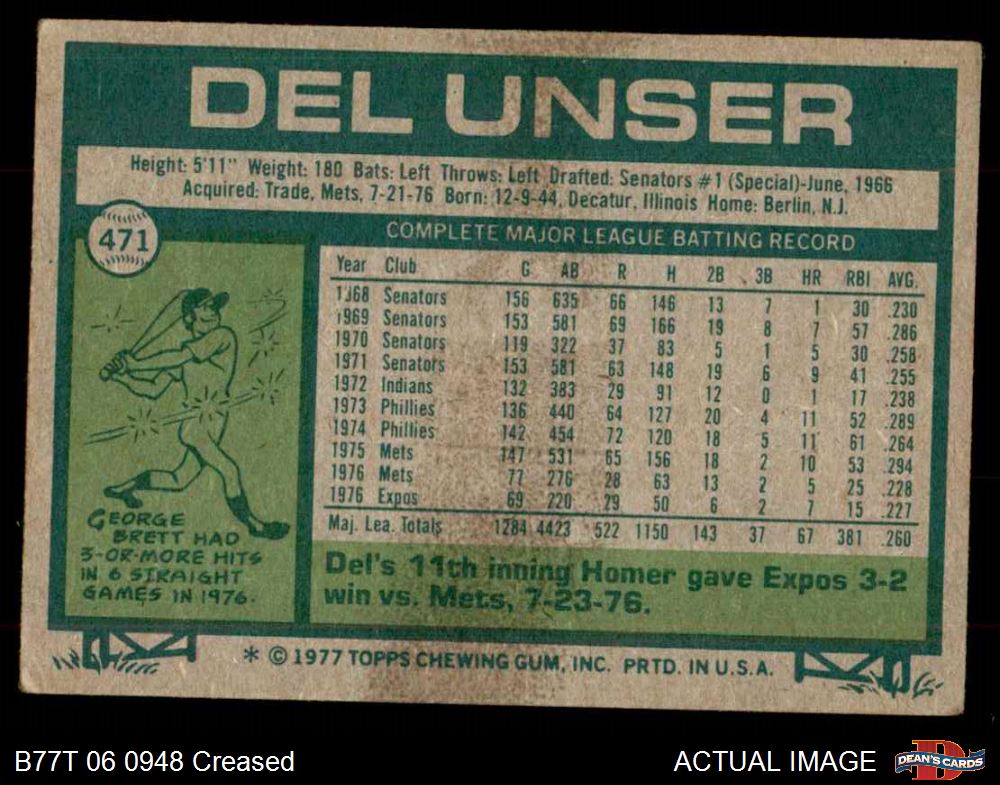 DEL UNSER
Height: 5'11" Weight: 180 Bats: Left Throws: Left Drafted: Senators #1 (Special)-June, 1966
Acquired: Trade, Mets, 7-21-76 Born: 12-9-44, Decatur, Illinois Home: Berlin, N.J.
471
COMPLETE MAJOR LEAGUE BATTING RECORD
Year Club G AB R H 2B 3B HR RBI AVG.
1968 Senators 156 635 66 146 13 7 1 30 .230
1969 Senators 153 581 69 166 19 8 7 57 .286
1970 Senators 119 322 37 83 5 1 5 30 .258
1971 Senators 153 581 63 148 19 6 9 41 .255
1972 Indians 132 383 29 91 12 0 1 17 .238
1973 Phillies 136 440 64 127 20 4 11 52 .289
1974 Phillies 142 454 72 120 18 5 11 61 .264
1975 Mets 147 531 65 156 18 2 10 53 .294
1976 Mets 77 276 28 63 13 2 5 25 .228
1976 Expos 69 220 29 50 6 2 7 15 .227
Maj. Lea. Totals 1284 4423 522 1150 143 37 67 381 .260
GEORGE
BRETT HAD
3-OR-MORE HITS
IN 6 STRAIGHT
GAMES IN 1976.
Del's 11th inning Homer gave Expos 3-2
win vs. Mets, 7-23-76.
* © 1977 TOPPS CHEWING GUM, INC. PRTD. IN U.S.A.
B77T 06 0948 Creased
ACTUAL IMAGE
D
DEAN'S CARDS